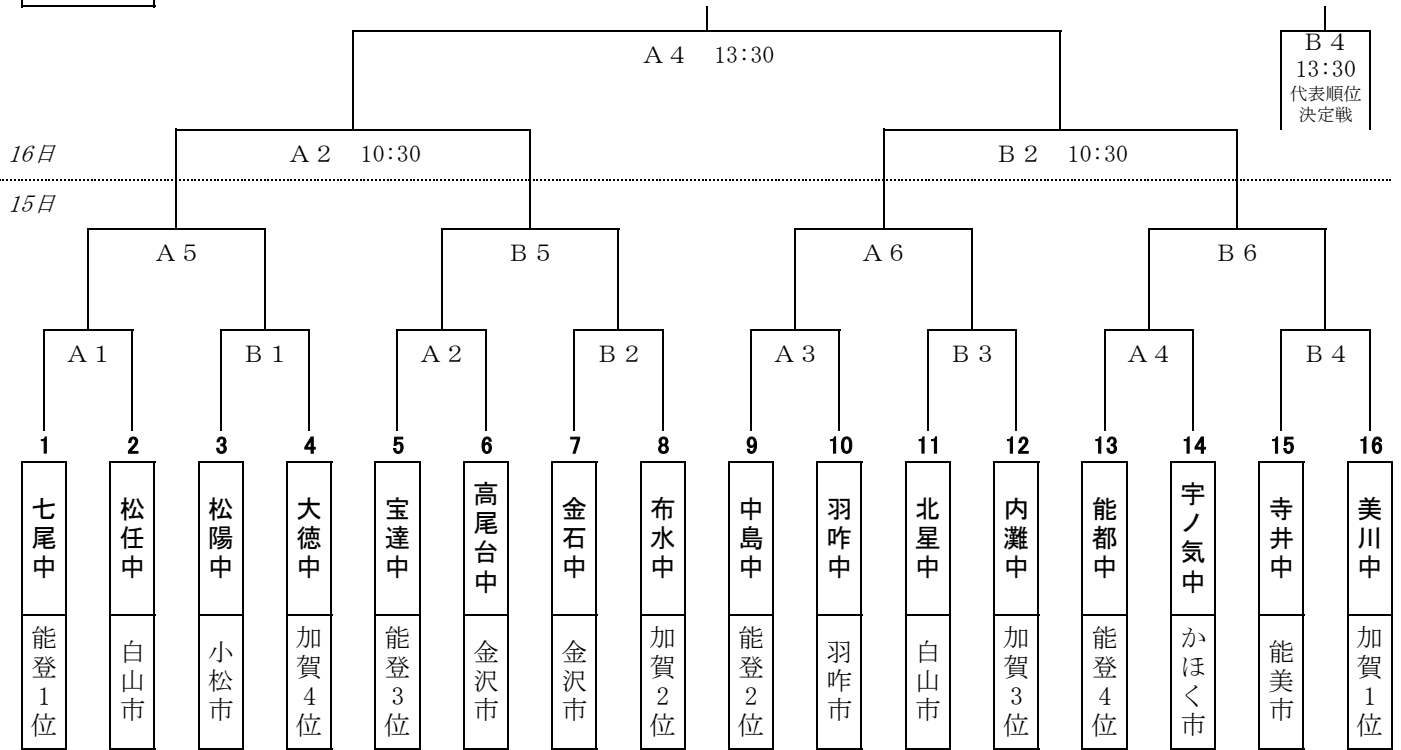 A4 13:30
B4
13:30
代表順位
決定戦
16日
A2 10:30
B2 10:30
15日
A5
B5
A6
B6
A1
B1
A2
B2
A3
B3
A4
B4
1 2 3 4 5 6 7 8 9 10 11 12 13 14 15 16
七尾中
松任中
松陽中
大徳中
宝達中
高尾台中
金石中
布水中
中島中
羽咋中
北星中
内灘中
能都中
宇ノ気中
寺井中
美川中
能登1位
白山市
小松市
加賀4位
能登3位
金沢市
金沢市
加賀2位
能登2位
羽咋市
白山市
加賀3位
能登4位
かほく市
能美市
加賀1位